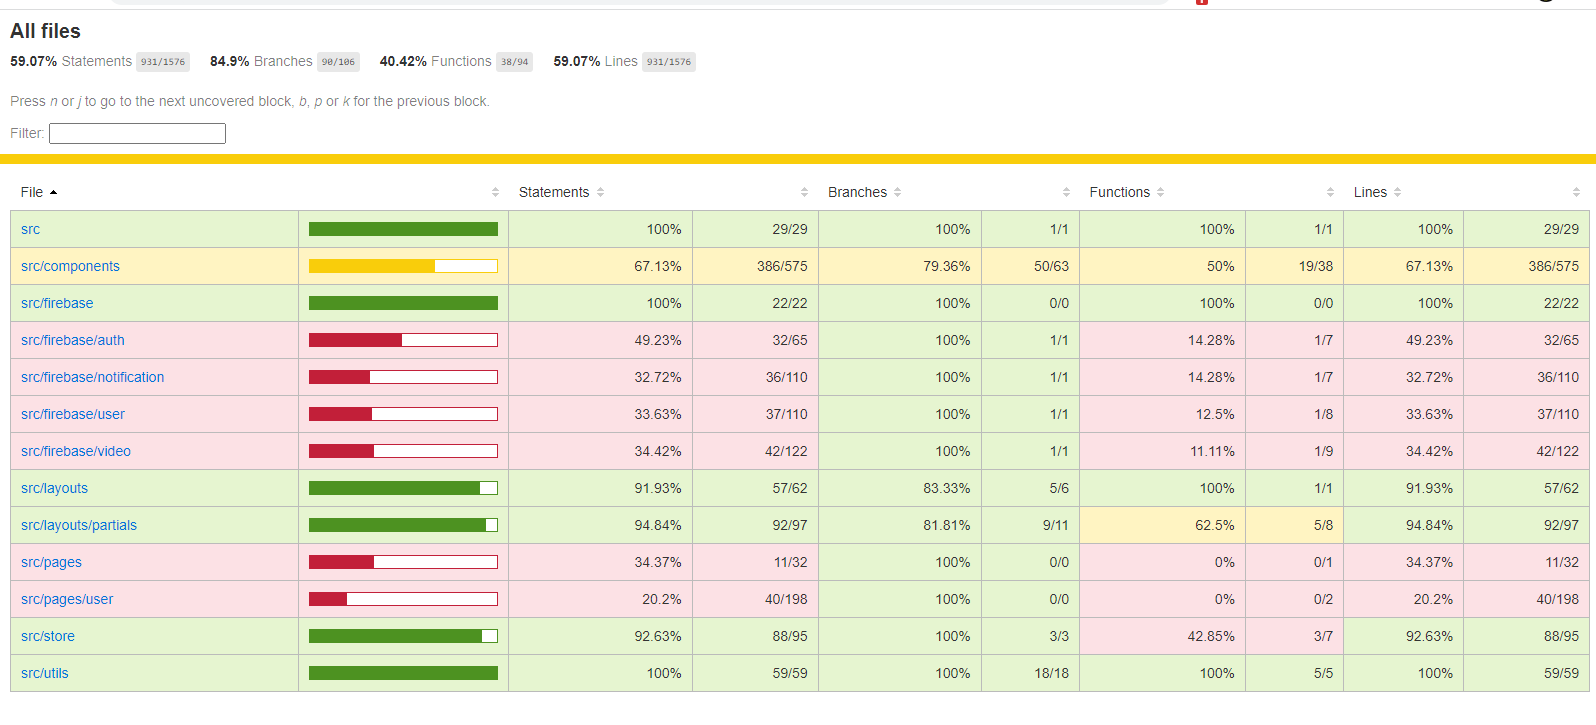 All files
59.07% Statements 931/1576 84.9% Branches 90/106 40.42% Functions 38/94 59.07% Lines 931/1576
Press n or j to go to the next uncovered block, b, p or k for the previous block.
Filter:
File Statements Branches Functions Lines
src 100% 29/29 100% 1/1 100% 1/1 100% 29/29
src/components 67.13% 386/575 79.36% 50/63 50% 19/38 67.13% 386/575
src/firebase 100% 22/22 100% 0/0 100% 0/0 100% 22/22
src/firebase/auth 49.23% 32/65 100% 1/1 14.28% 1/7 49.23% 32/65
src/firebase/notification 32.72% 36/110 100% 1/1 14.28% 1/7 32.72% 36/110
src/firebase/user 33.63% 37/110 100% 1/1 12.5% 1/8 33.63% 37/110
src/firebase/video 34.42% 42/122 100% 1/1 11.11% 1/9 34.42% 42/122
src/layouts 91.93% 57/62 83.33% 5/6 100% 1/1 91.93% 57/62
src/layouts/partials 94.84% 92/97 81.81% 9/11 62.5% 5/8 94.84% 92/97
src/pages 34.37% 11/32 100% 0/0 0% 0/1 34.37% 11/32
src/pages/user 20.2% 40/198 100% 0/0 0% 0/2 20.2% 40/198
src/store 92.63% 88/95 100% 3/3 42.85% 3/7 92.63% 88/95
src/utils 100% 59/59 100% 18/18 100% 5/5 100% 59/59